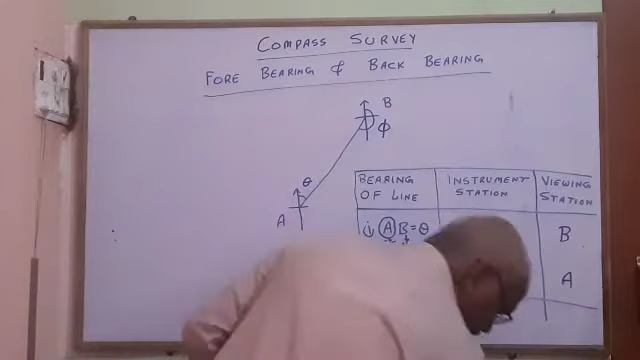 COMPASS SURVEY
FORE BEARING & BACK BEARING
B
ϕ
θ
A
BEARING OF LINE
INSTRUMENT STATION
VIEWING STATION
i) AB = θ
B
A